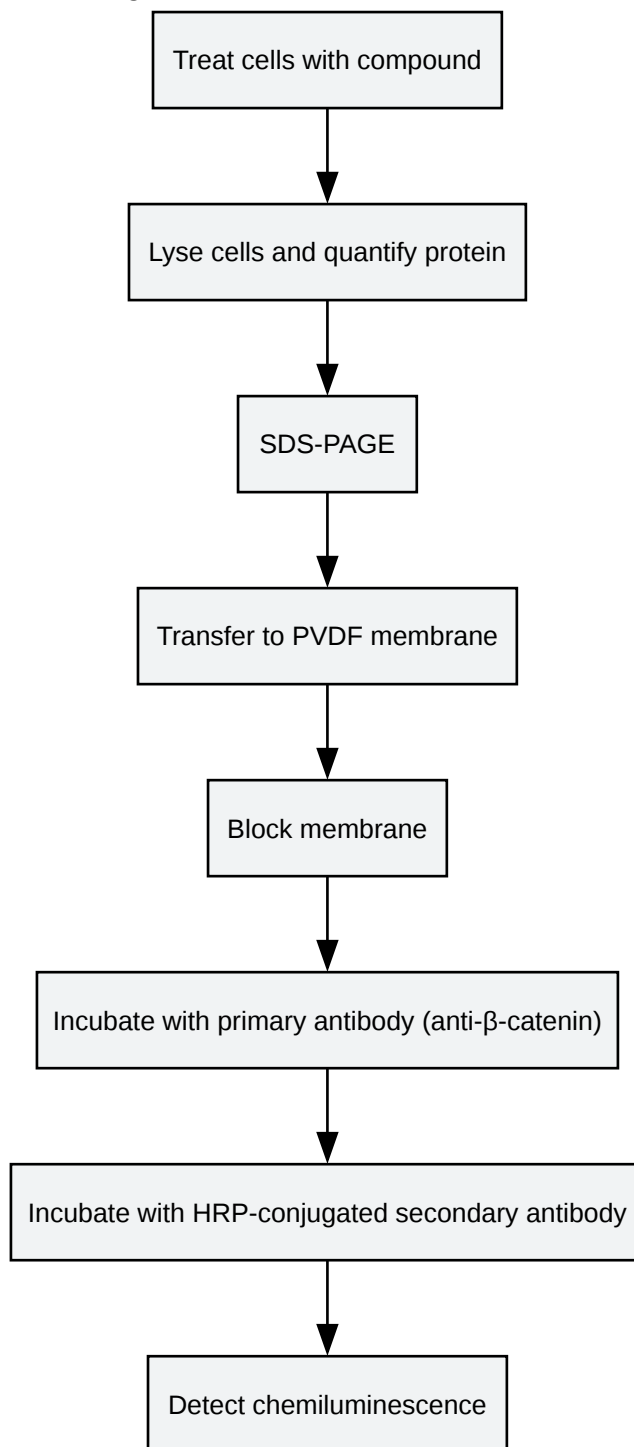 Treat cells with compound
Lyse cells and quantify protein
SDS-PAGE
Transfer to PVDF membrane
Block membrane
Incubate with primary antibody (anti-β-catenin)
Incubate with HRP-conjugated secondary antibody
Detect chemiluminescence